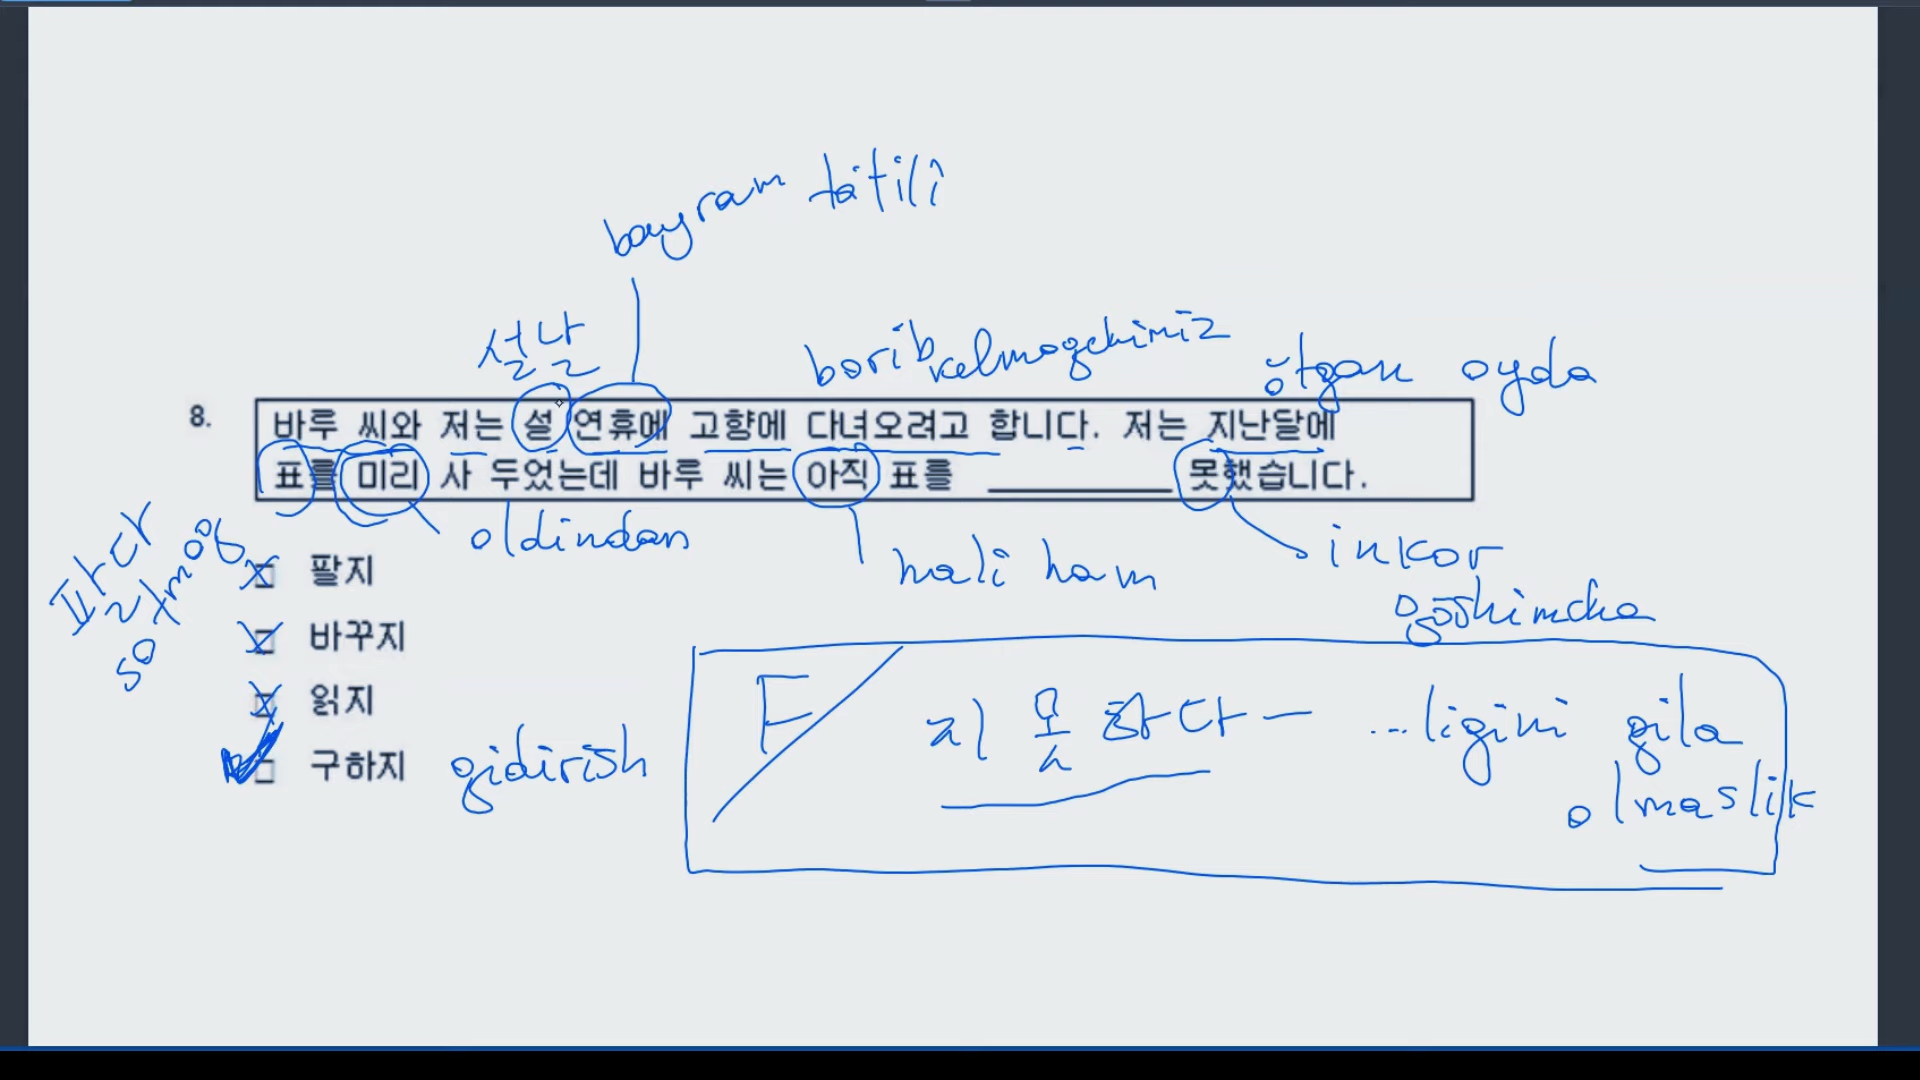 bayram ta'tili
설날
borib kelmoqchimiz
o'tgan oyda
8. 바루 씨와 저는 설 연휴에 고향에 다녀오려고 합니다. 저는 지난달에
표를 미리 사 두었는데 바루 씨는 아직 표를 __________ 못했습니다.
oldindan
hali ham
inkor
qo'shimcha
팔다
sotmoq
팔지
바꾸지
읽지
구하지 qidirish
F
지 못 하다 — ...ligini qila
olmaslik